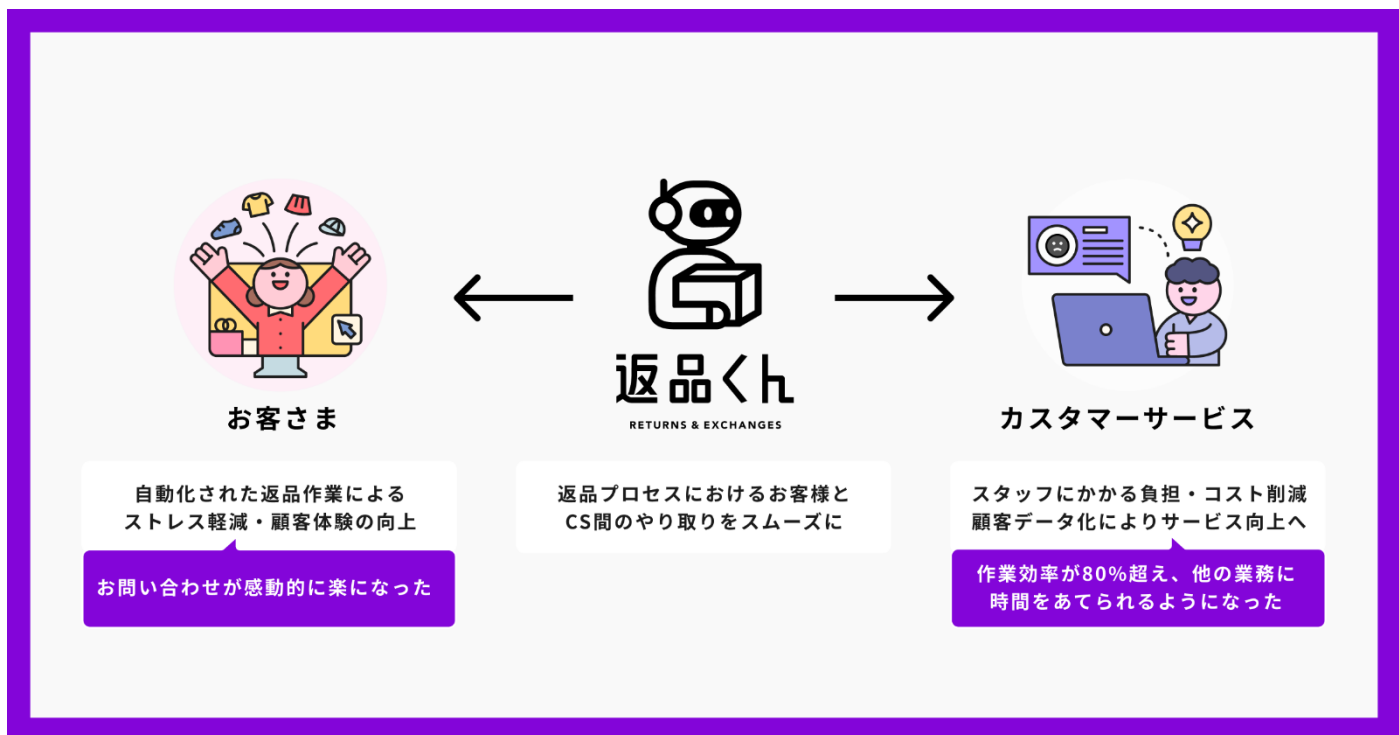 返品くん
RETURNS & EXCHANGES
お客さま
カスタマーサービス
自動化された返品作業による
ストレス軽減・顧客体験の向上
お問い合わせが感動的に楽になった
返品プロセスにおけるお客様と
CS間のやり取りをスムーズに
スタッフにかかる負担・コスト削減
顧客データ化によりサービス向上へ
作業効率が80%超え、他の業務に
時間をあてられるようになった